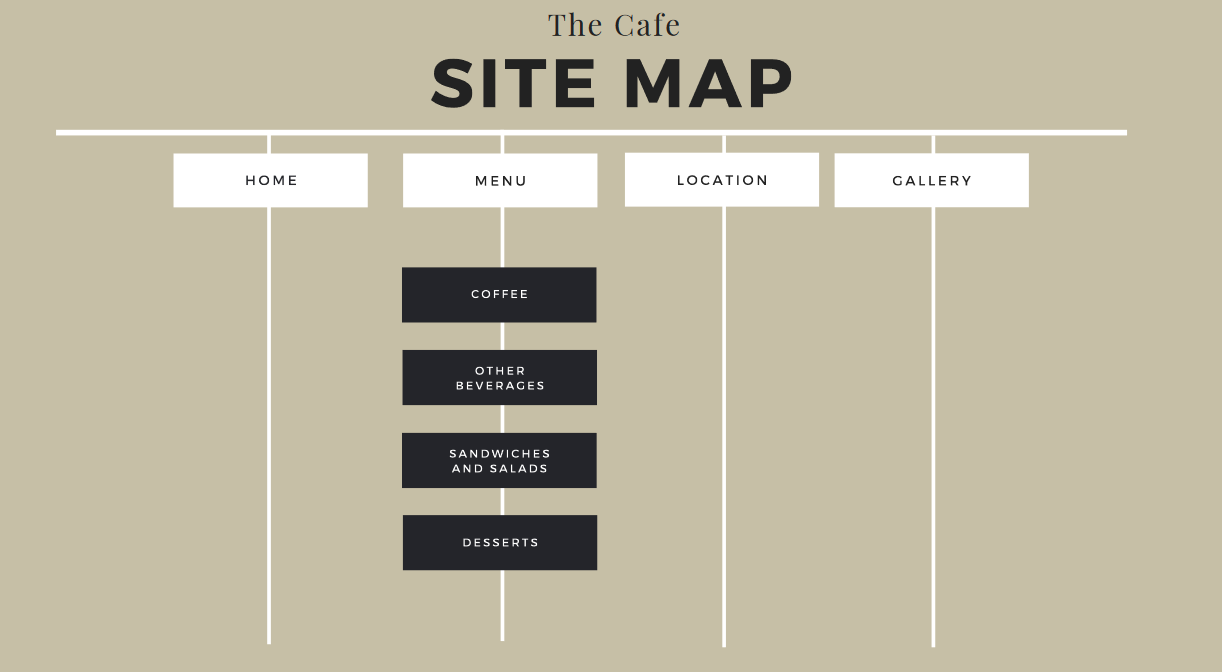 The Cafe
SITE MAP
HOME
MENU
LOCATION
GALLERY
COFFEE
OTHER
BEVERAGES
SANDWICHES
AND SALADS
DESSERTS